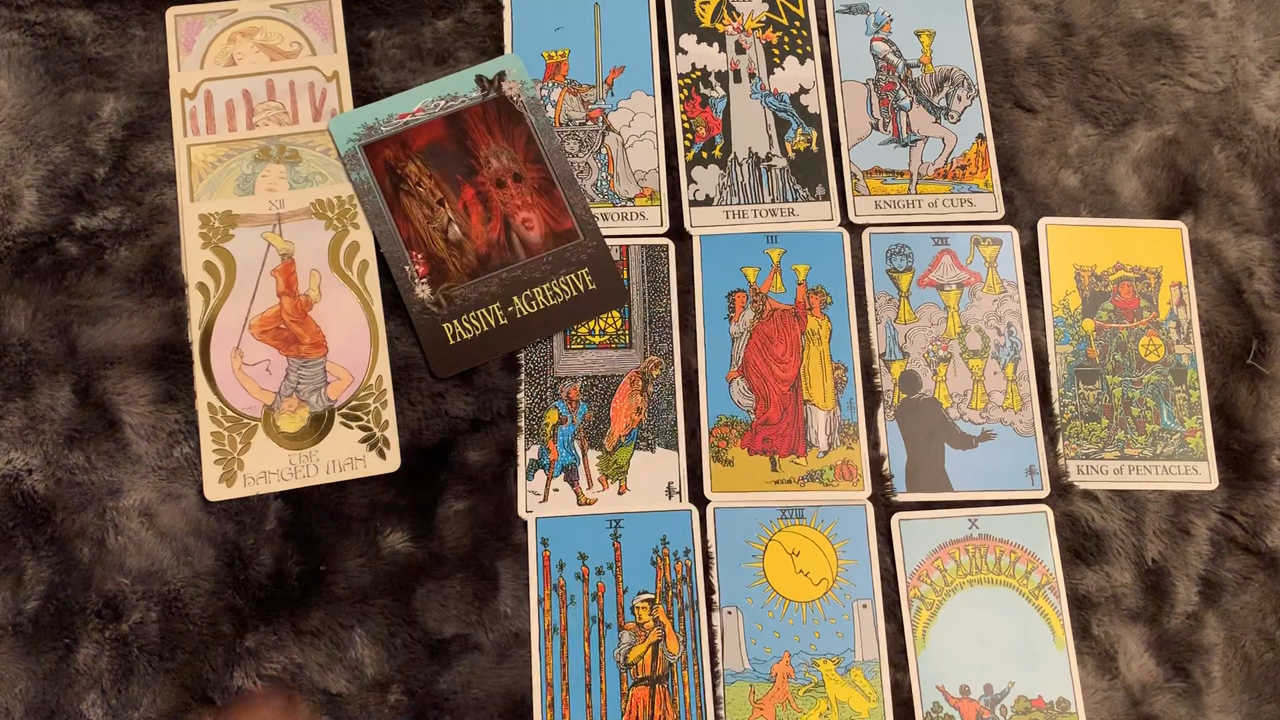 XII
THE
HANGED MAN
PASSIVE-AGRESSIVE
SWORDS.
THE TOWER.
KNIGHT of CUPS.
III
VII
KING of PENTACLES.
IX
XVIII
X